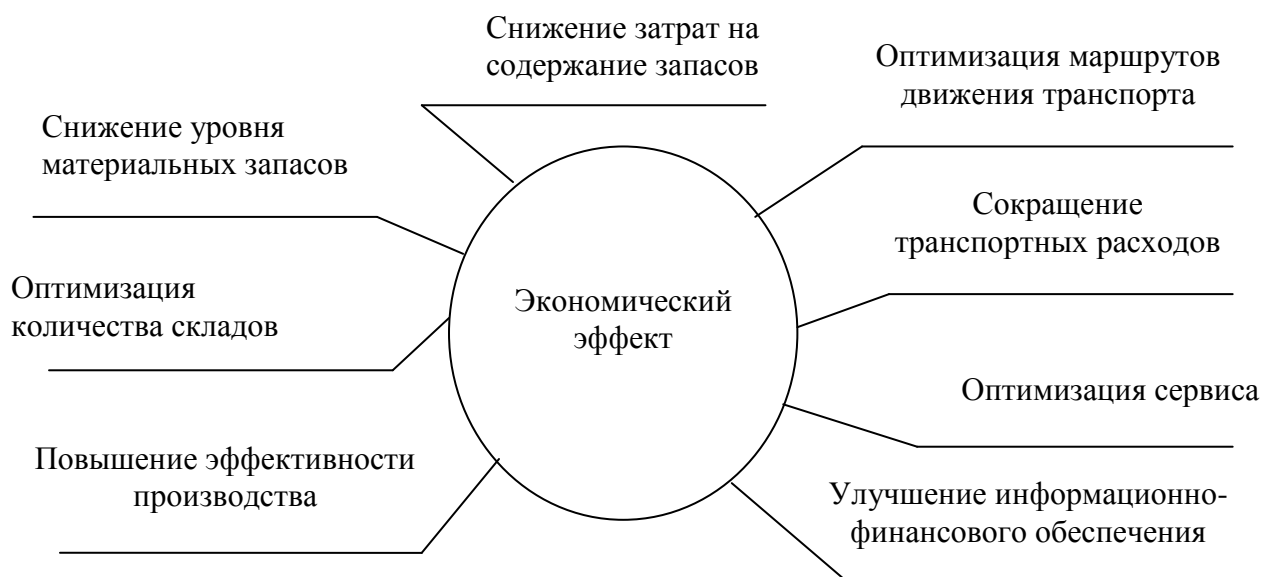 Снижение затрат на
содержание запасов
Оптимизация маршрутов
движения транспорта
Снижение уровня
материальных запасов
Сокращение
транспортных расходов
Оптимизация
количества складов
Экономический
эффект
Оптимизация сервиса
Повышение эффективности
производства
Улучшение информационно-
финансового обеспечения